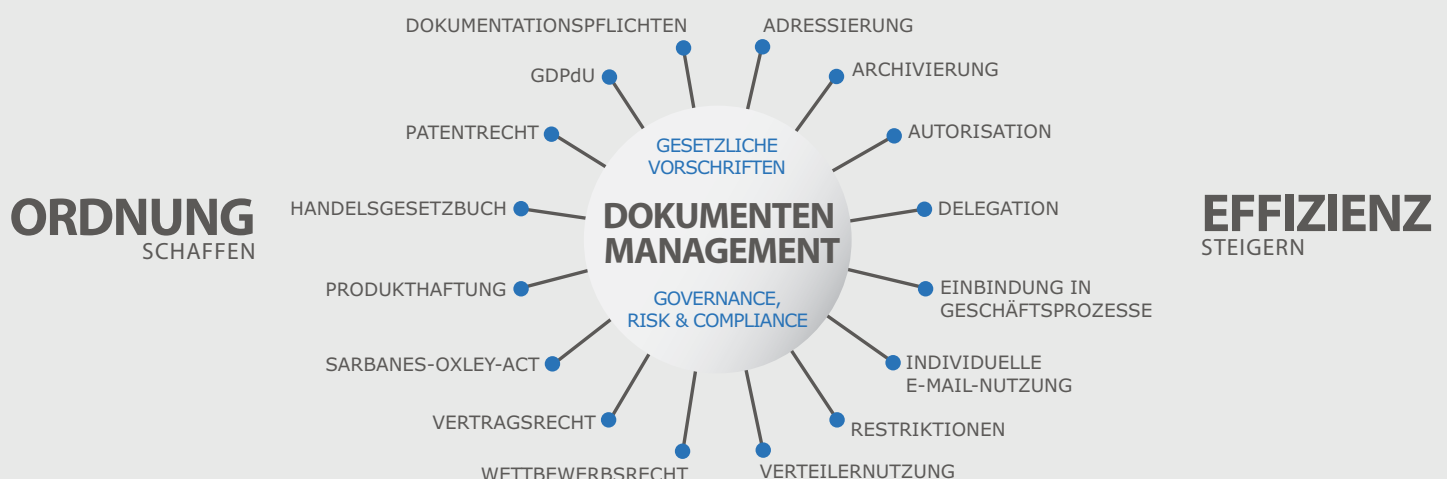 DOKUMENTATIONSPFLICHTEN
ADRESSIERUNG
GDPdU
ARCHIVIERUNG
PATENTRECHT
AUTORISATION
GESETZLICHE
VORSCHRIFTEN
ORDNUNG
SCHAFFEN
HANDELSGESETZBUCH
DOKUMENTEN
MANAGEMENT
DELEGATION
EFFIZIENZ
STEIGERN
PRODUKTHAFTUNG
GOVERNANCE,
RISK & COMPLIANCE
EINBINDUNG IN
GESCHÄFTSPROZESSE
SARBANES-OXLEY-ACT
INDIVIDUELLE
E-MAIL-NUTZUNG
VERTRAGSRECHT
RESTRIKTIONEN
WETTBEWERBSRECHT
VERTEILERNUTZUNG